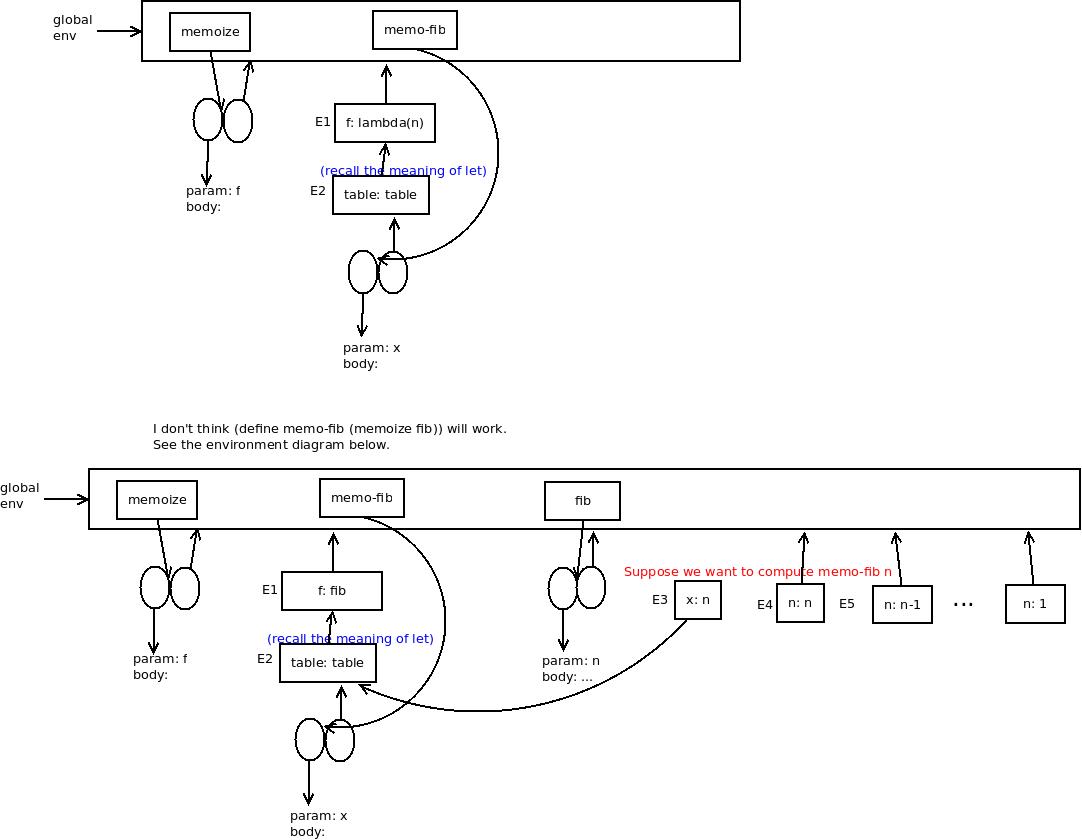 global
env
memoize
memo-fib
E1
f: lambda(n)
(recall the meaning of let)
E2
table: table
param: f
body:
param: x
body:
I don't think (define memo-fib (memoize fib)) will work.
See the environment diagram below.
global
env
memoize
memo-fib
fib
Suppose we want to compute memo-fib n
E1
f: fib
E3
x: n
E4
n: n
E5
n: n-1
...
n: 1
(recall the meaning of let)
E2
table: table
param: f
body:
param: n
body: ...
param: x
body: